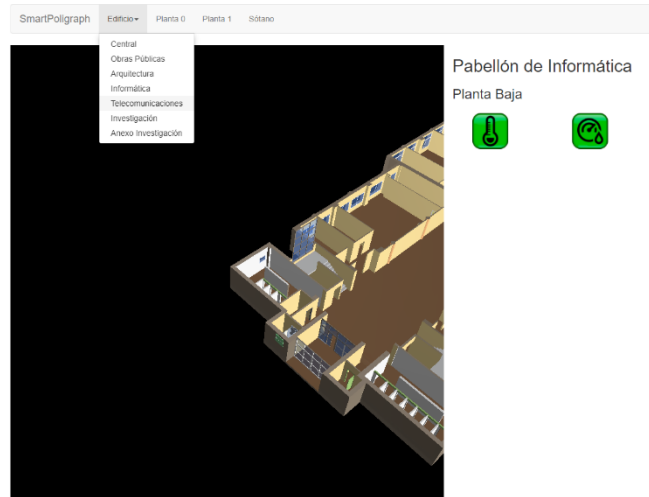 SmartPoligraph Edificio Planta 0 Planta 1 Sótano
Central
Obras Públicas
Arquitectura
Informática
Telecomunicaciones
Investigación
Anexo Investigación
Pabellón de Informática
Planta Baja